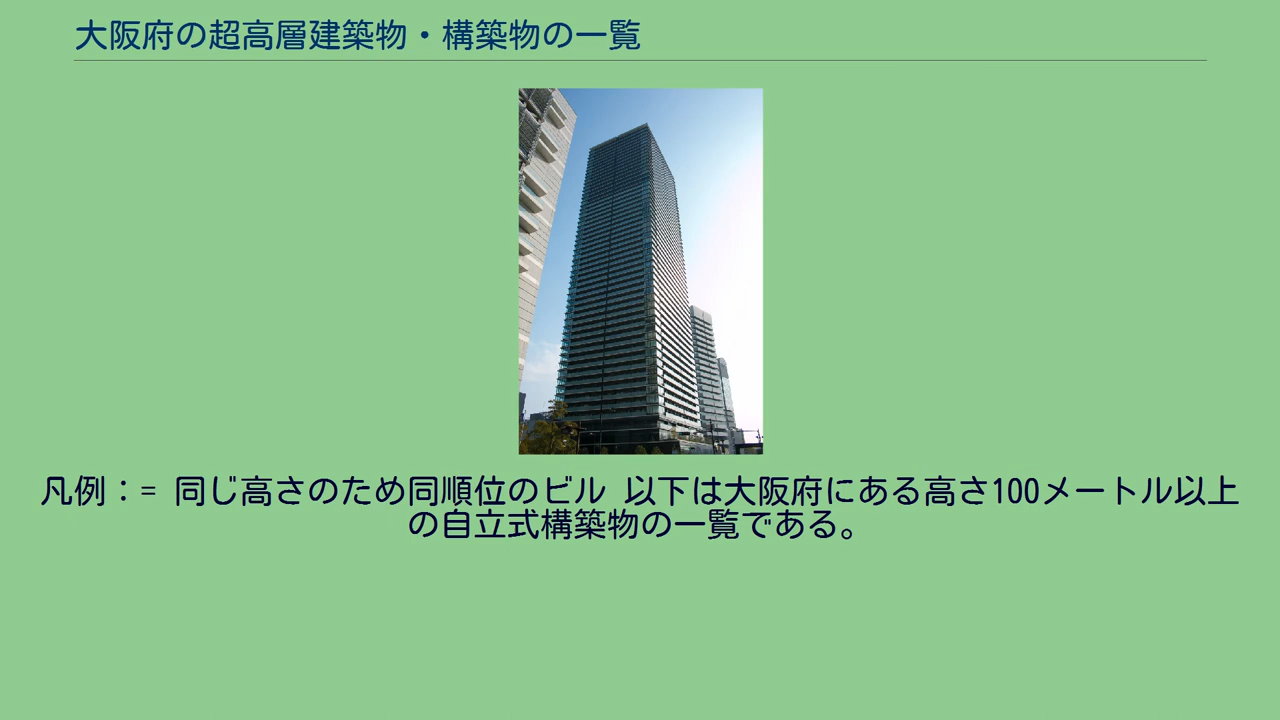 大阪府の超高層建築物・構築物の一覧
凡例：= 同じ高さのため同順位のビル 以下は大阪府にある高さ100メートル以上
の自立式構築物の一覧である。